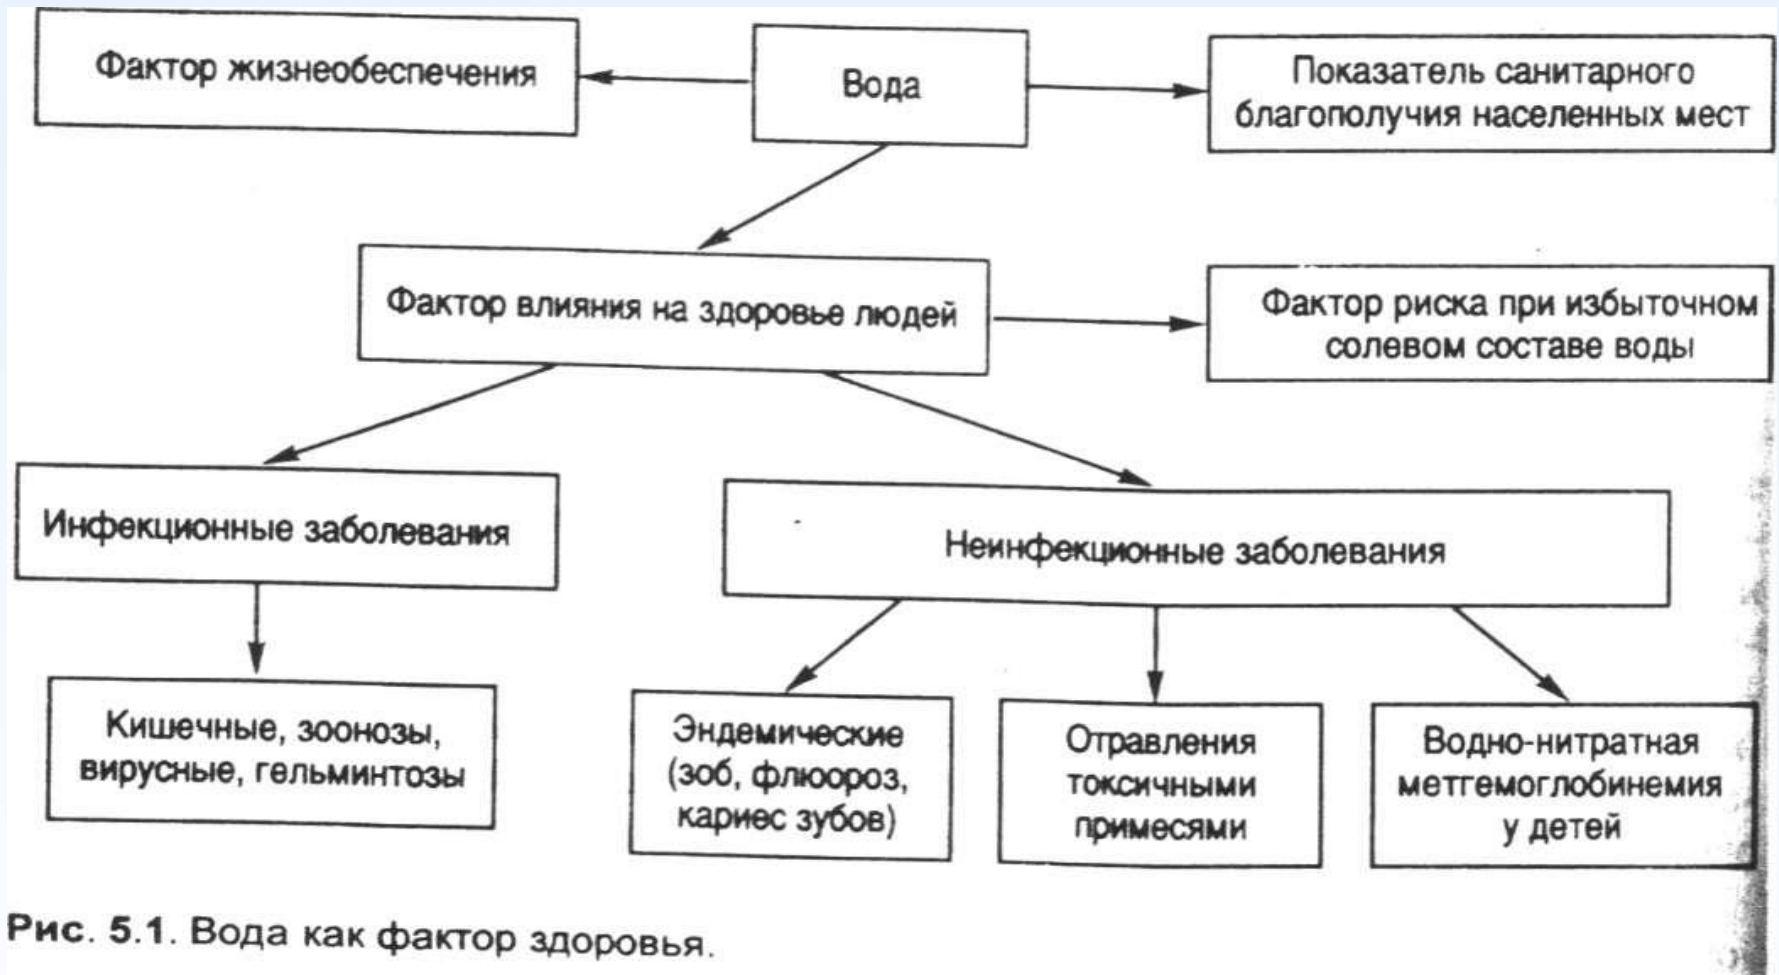 Фактор жизнеобеспечения
Вода
Показатель санитарного
благополучия населенных мест
Фактор влияния на здоровье людей
Фактор риска при избыточном
солевом составе воды
Инфекционные заболевания
Неинфекционные заболевания
Кишечные, зоонозы,
вирусные, гельминтозы
Эндемические
(зоб, флюороз,
кариес зубов)
Отравления
токсичными
примесями
Водно-нитратная
метгемоглобинемия
у детей
Рис. 5.1. Вода как фактор здоровья.